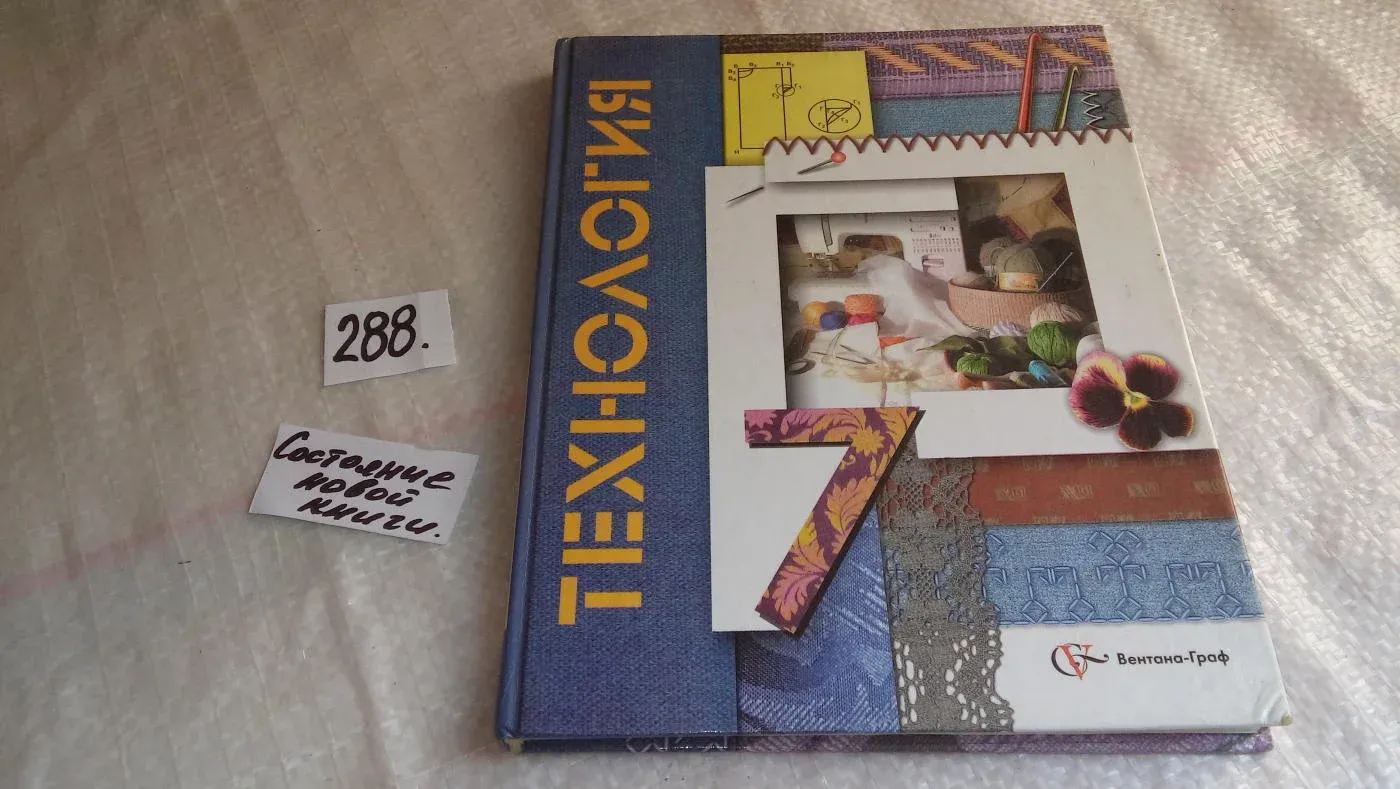 288.
Состояние
новой
книги.
ТЕХНОЛОГИЯ
7
Вентана-Граф